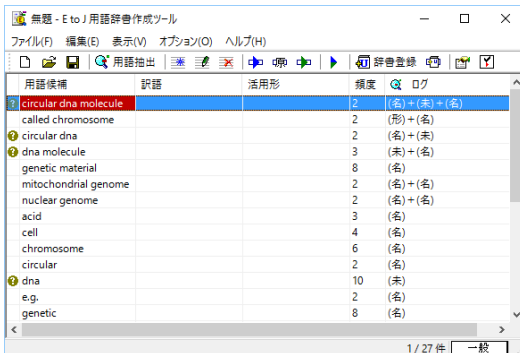 無題 - E to J 用語辞書作成ツール
ファイル(F) 編集(E) 表示(V) オプション(O) ヘルプ(H)
用語抽出 辞書登録
用語候補 訳語 活用形 頻度 ログ
circular dna molecule 2 (名)+(未)+(名)
called chromosome 2 (形)+(名)
circular dna 2 (名)+(未)
dna molecule 3 (未)+(名)
genetic material 8 (名)
mitochondrial genome 2 (名)+(名)
nuclear genome 2 (名)+(名)
acid 3 (名)
cell 4 (名)
chromosome 6 (名)
circular 2 (名)
dna 10 (未)
e.g. 2 (名)
genetic 8 (名)
1 / 27 件 一般